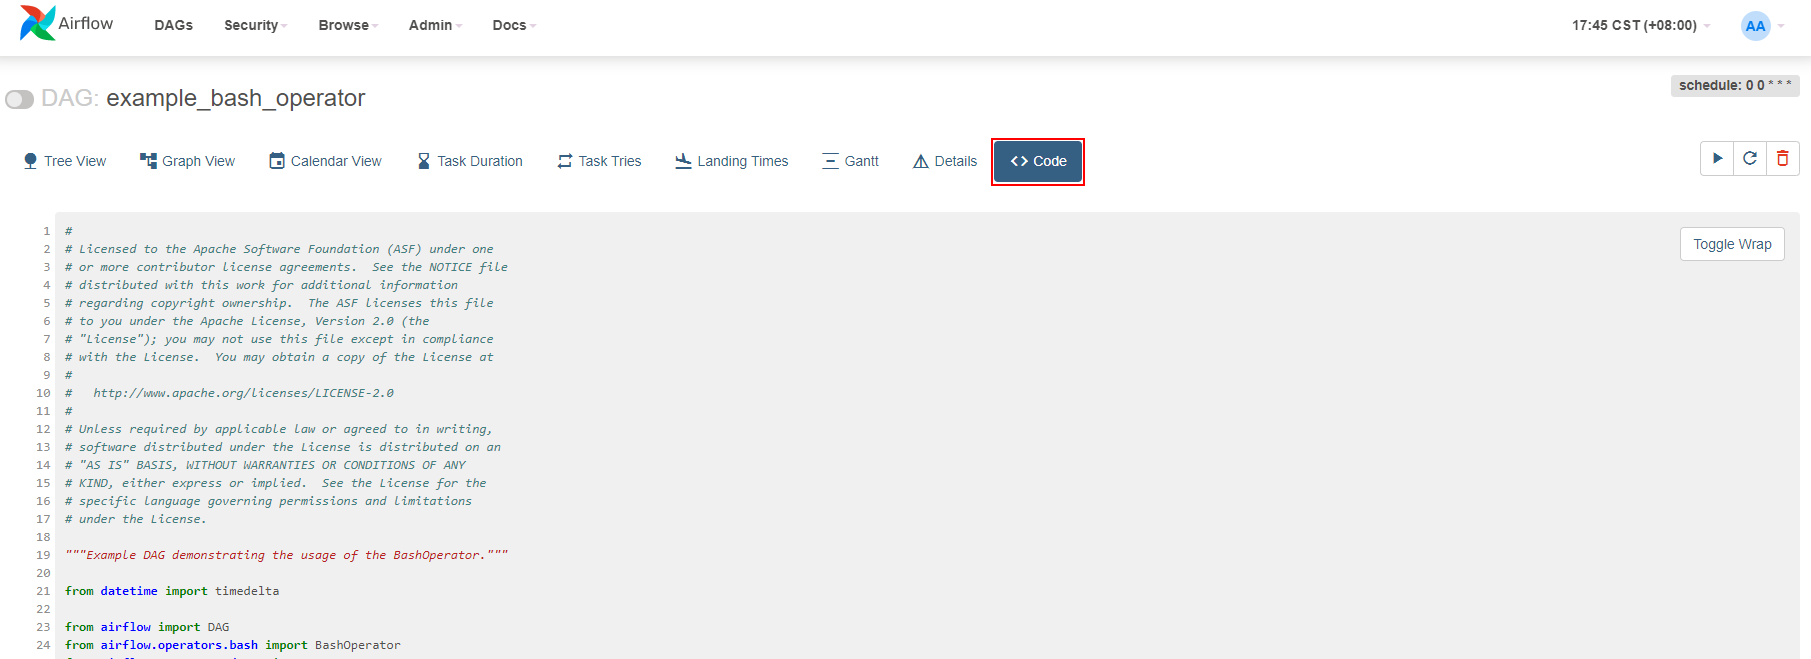 Airflow DAGs Security Browse Admin Docs 17:45 CST (+08:00) AA
schedule: 0 0 * * *
DAG: example_bash_operator
Tree View Graph View Calendar View Task Duration Task Tries Landing Times Gantt Details <> Code
Toggle Wrap
1 #
2 # Licensed to the Apache Software Foundation (ASF) under one
3 # or more contributor license agreements.  See the NOTICE file
4 # distributed with this work for additional information
5 # regarding copyright ownership.  The ASF licenses this file
6 # to you under the Apache License, Version 2.0 (the
7 # "License"); you may not use this file except in compliance
8 # with the License.  You may obtain a copy of the License at
9 #
10 #   http://www.apache.org/licenses/LICENSE-2.0
11 #
12 # Unless required by applicable law or agreed to in writing,
13 # software distributed under the License is distributed on an
14 # "AS IS" BASIS, WITHOUT WARRANTIES OR CONDITIONS OF ANY
15 # KIND, either express or implied.  See the License for the
16 # specific language governing permissions and limitations
17 # under the License.
18
19 """Example DAG demonstrating the usage of the BashOperator."""
20
21 from datetime import timedelta
22
23 from airflow import DAG
24 from airflow.operators.bash import BashOperator